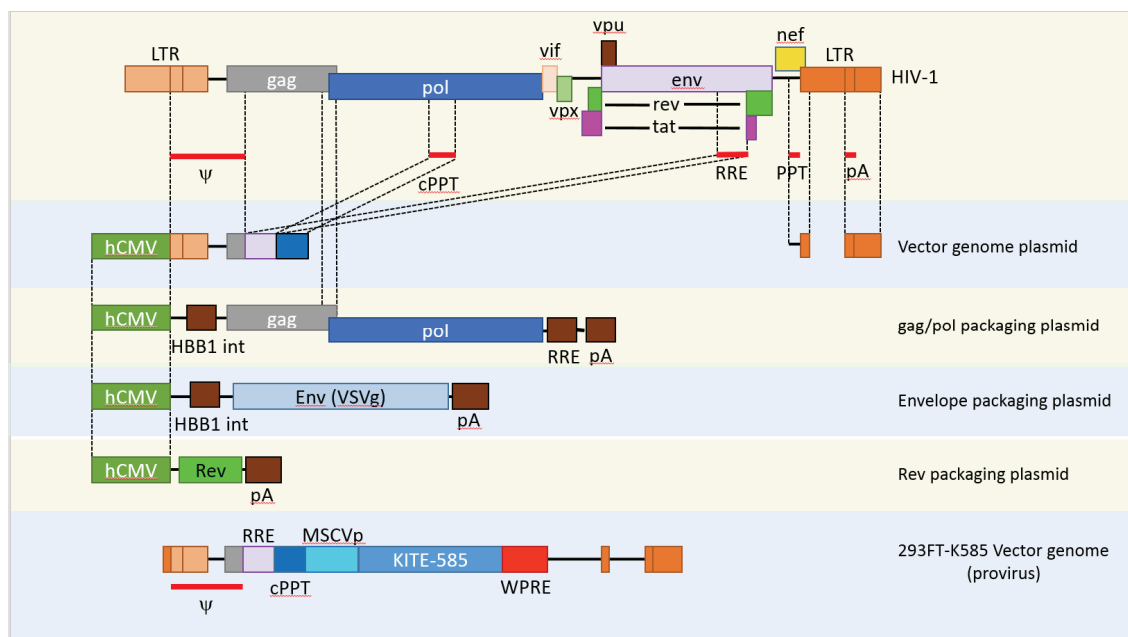 vpu
nef
LTR
vif
LTR
gag
env
HIV-1
pol
vpx
rev
tat
ψ
cPPT
RRE
PPT
pA
hCMV
Vector genome plasmid
hCMV
gag
gag/pol packaging plasmid
pol
HBB1 int
RRE
pA
hCMV
Env (VSVg)
Envelope packaging plasmid
HBB1 int
pA
hCMV
Rev
Rev packaging plasmid
pA
RRE
MSCVp
293FT-K585 Vector genome
(provirus)
KITE-585
cPPT
WPRE
ψ